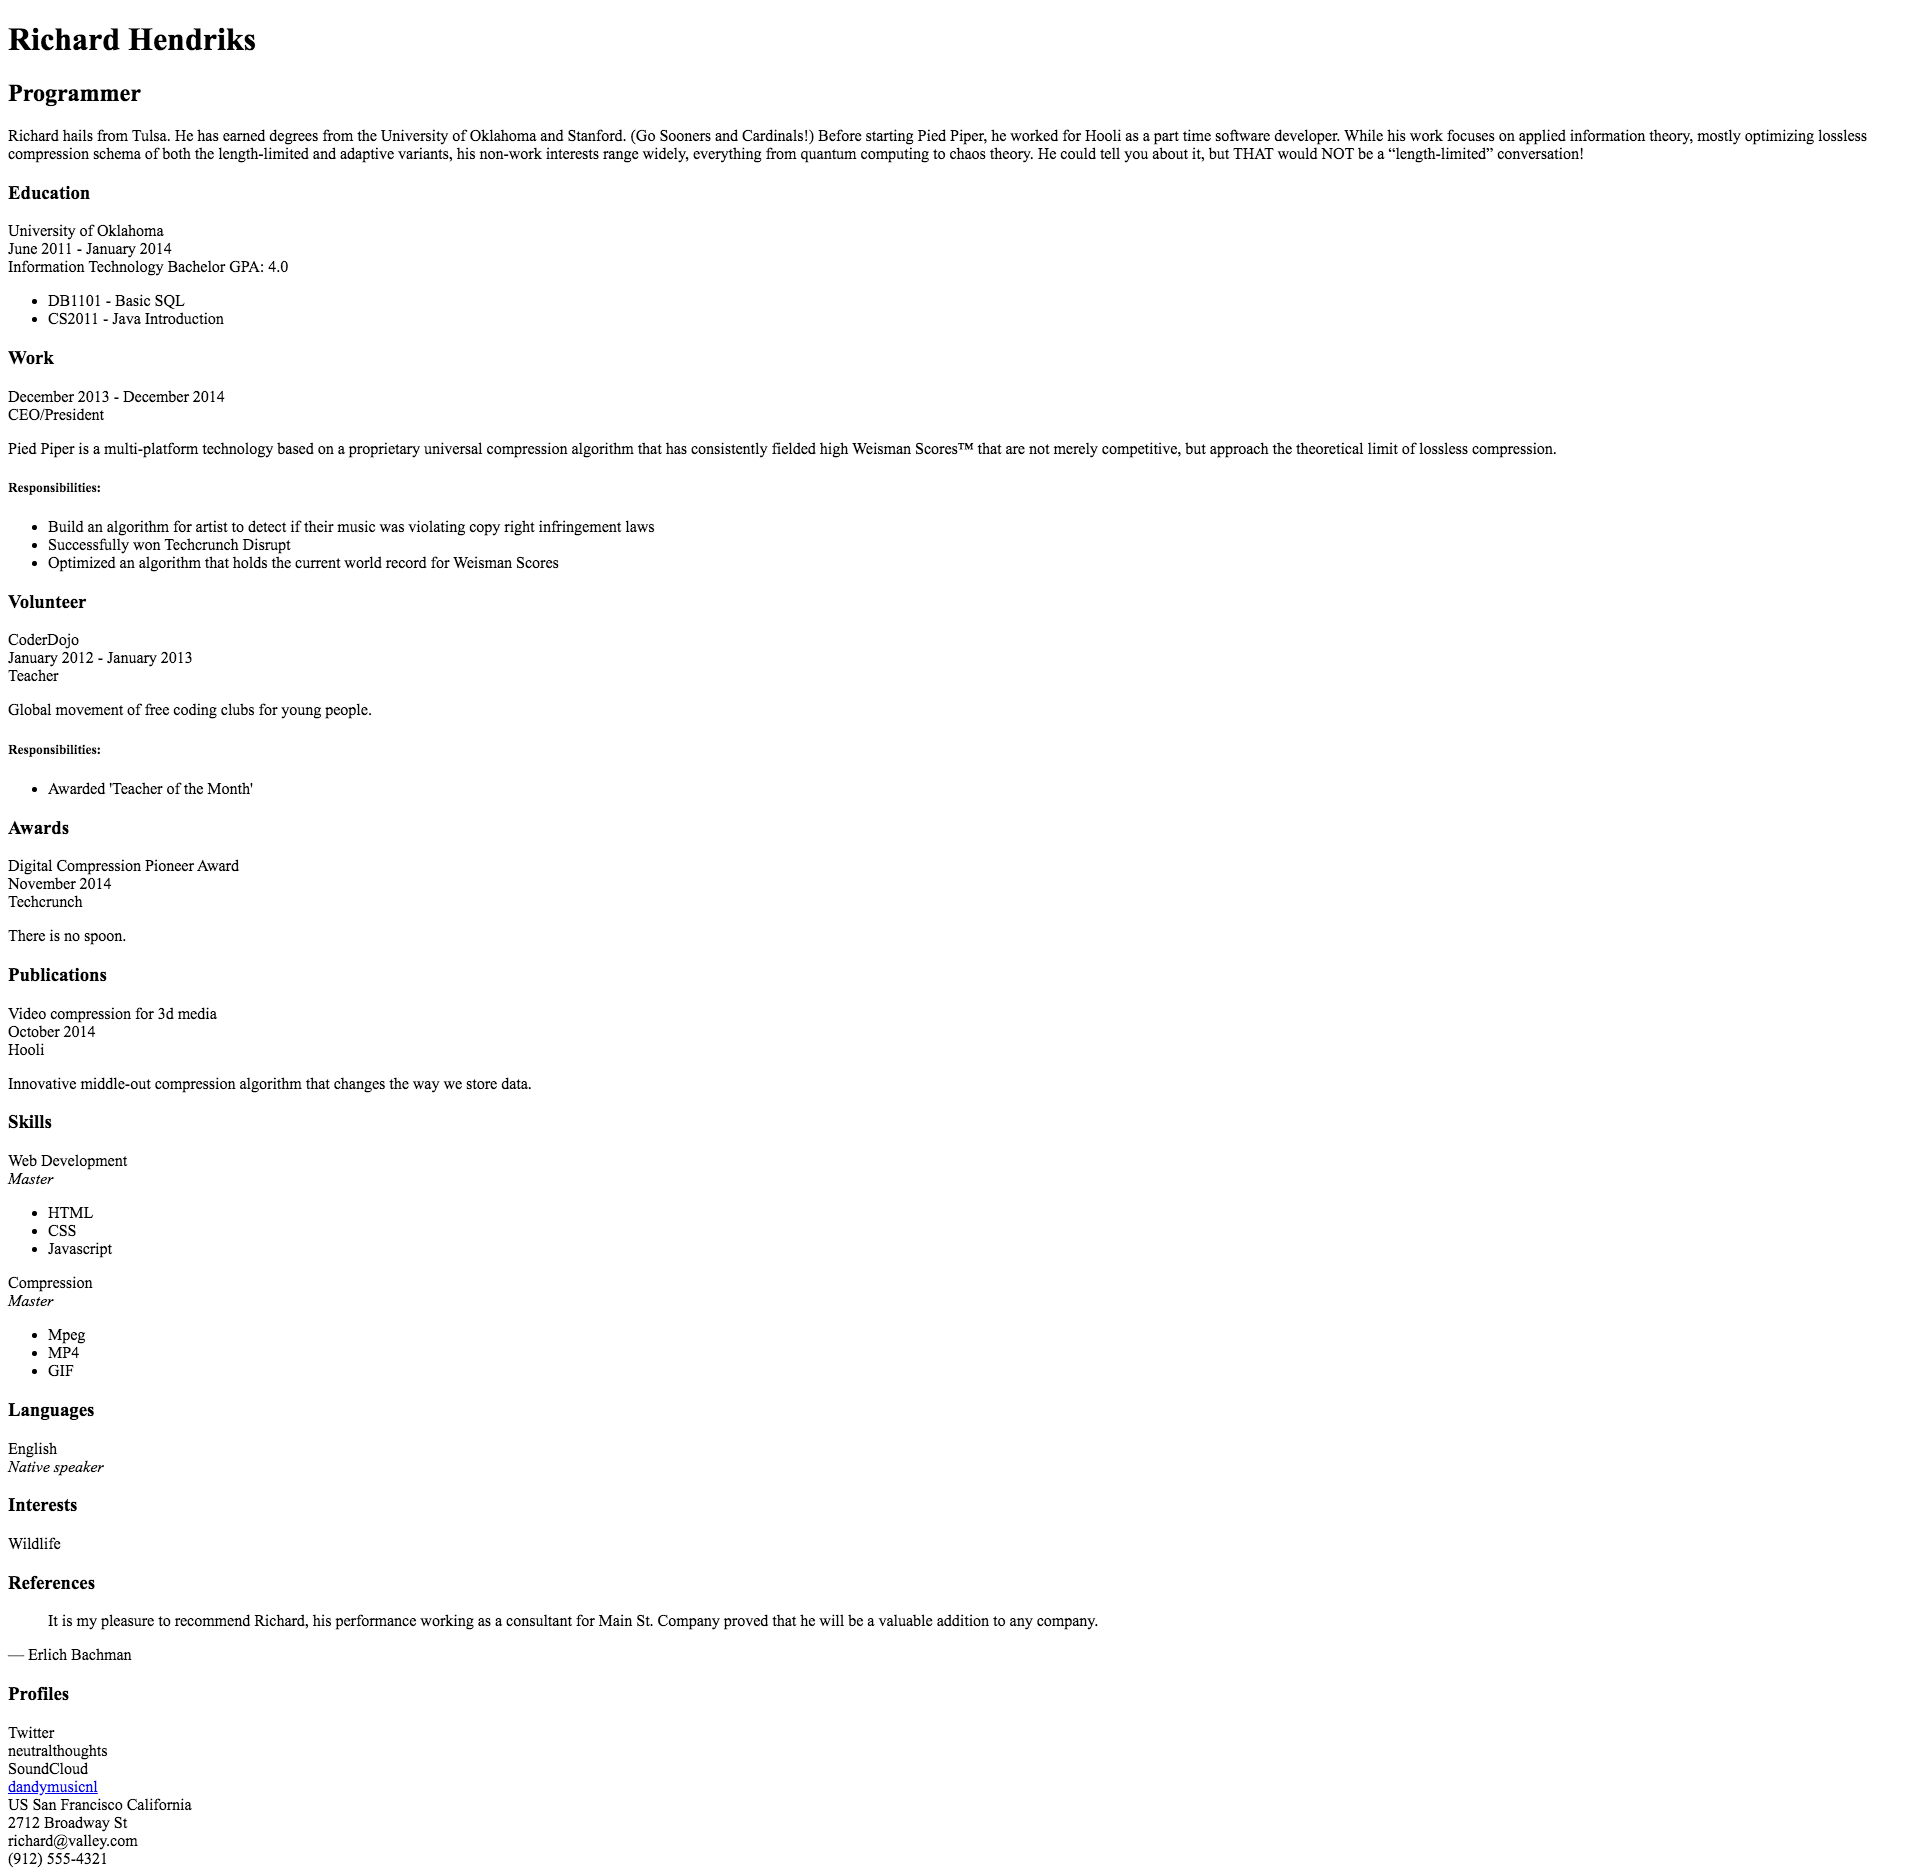 Richard Hendriks
Programmer
Richard hails from Tulsa. He has earned degrees from the University of Oklahoma and Stanford. (Go Sooners and Cardinals!) Before starting Pied Piper, he worked for Hooli as a part time software developer. While his work focuses on applied information theory, mostly optimizing lossless
compression schema of both the length-limited and adaptive variants, his non-work interests range widely, everything from quantum computing to chaos theory. He could tell you about it, but THAT would NOT be a “length-limited” conversation!
Education
University of Oklahoma
June 2011 - January 2014
Information Technology Bachelor GPA: 4.0
• DB1101 - Basic SQL
• CS2011 - Java Introduction
Work
December 2013 - December 2014
CEO/President
Pied Piper is a multi-platform technology based on a proprietary universal compression algorithm that has consistently fielded high Weisman Scores™ that are not merely competitive, but approach the theoretical limit of lossless compression.
Responsibilities:
• Build an algorithm for artist to detect if their music was violating copy right infringement laws
• Successfully won Techcrunch Disrupt
• Optimized an algorithm that holds the current world record for Weisman Scores
Volunteer
CoderDojo
January 2012 - January 2013
Teacher
Global movement of free coding clubs for young people.
Responsibilities:
• Awarded 'Teacher of the Month'
Awards
Digital Compression Pioneer Award
November 2014
Techcrunch
There is no spoon.
Publications
Video compression for 3d media
October 2014
Hooli
Innovative middle-out compression algorithm that changes the way we store data.
Skills
Web Development
Master
• HTML
• CSS
• Javascript
Compression
Master
• Mpeg
• MP4
• GIF
Languages
English
Native speaker
Interests
Wildlife
References
It is my pleasure to recommend Richard, his performance working as a consultant for Main St. Company proved that he will be a valuable addition to any company.
— Erlich Bachman
Profiles
Twitter
neutralthoughts
SoundCloud
dandymusicnl
US San Francisco California
2712 Broadway St
richard@valley.com
(912) 555-4321